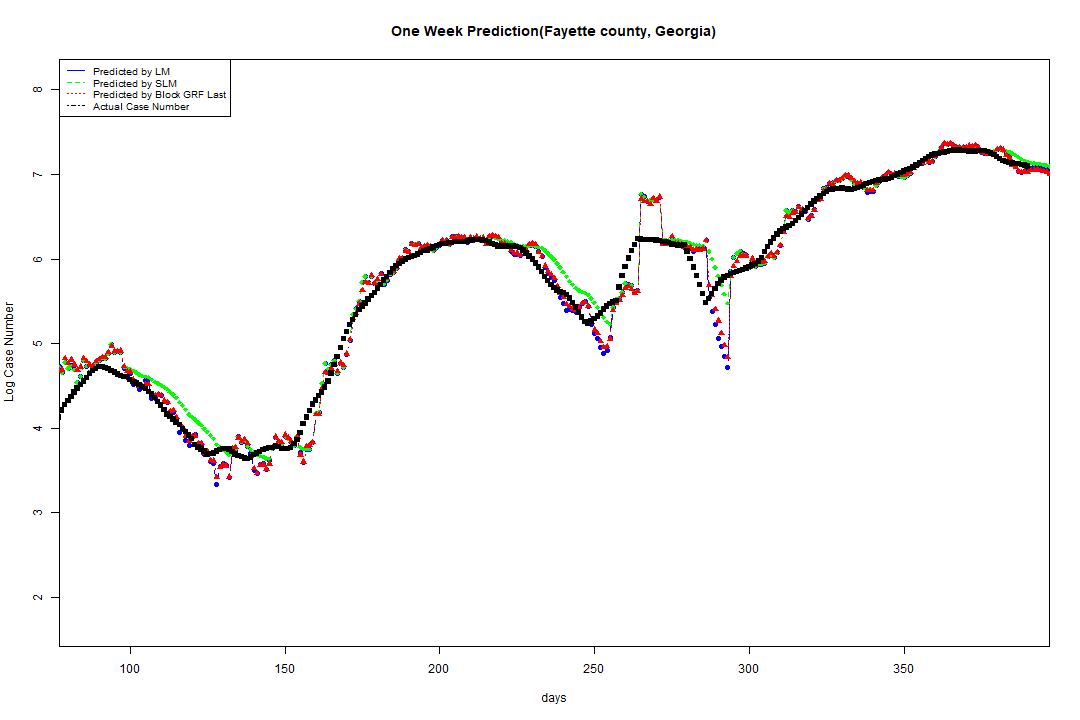 One Week Prediction(Fayette county, Georgia)
Predicted by LM
Predicted by SLM
Predicted by Block GRF Last
Actual Case Number
8
7
6
5
4
3
2
Log Case Number
100 150 200 250 300 350
days